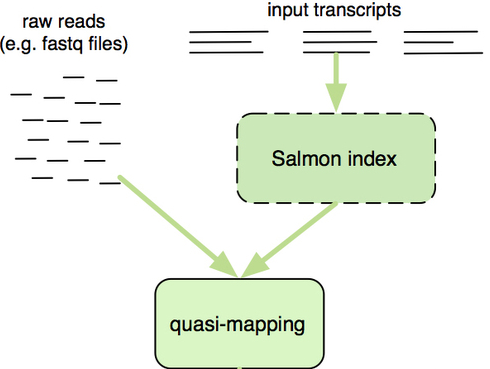 raw reads
(e.g. fastq files)
input transcripts
Salmon index
quasi-mapping